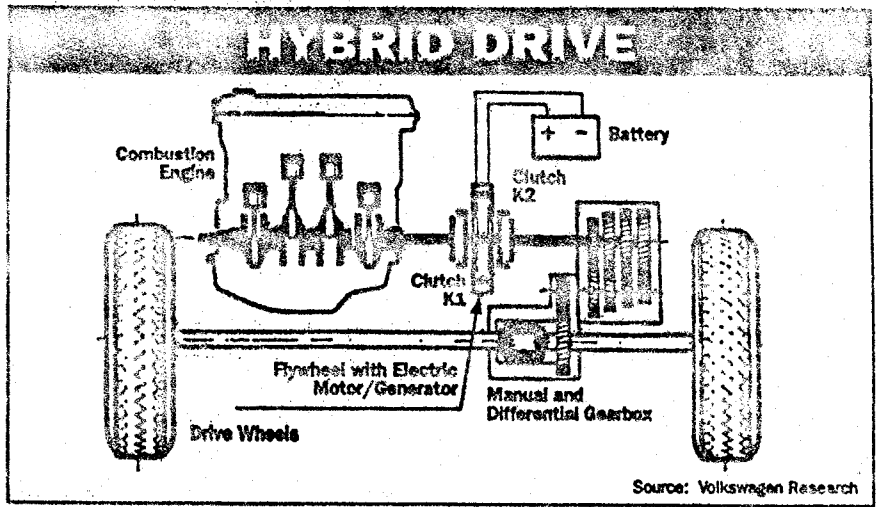 HYBRID DRIVE
Combustion
Engine
+ -
Battery
Clutch
K2
Clutch
K1
Flywheel with Electric
Motor/Generator
Manual and
Differential Gearbox
Drive Wheels
Source: Volkswagen Research